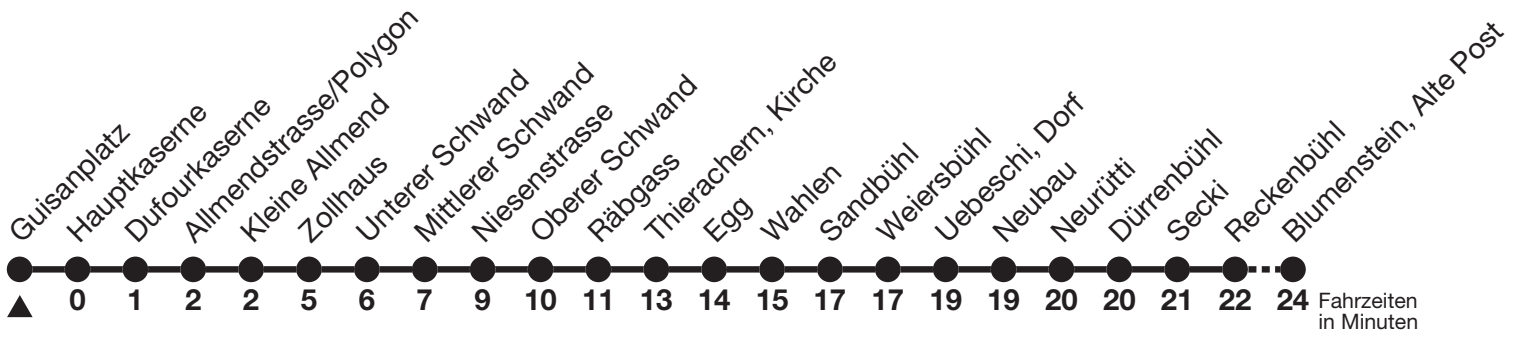 Guisanplatz
Hauptkaserne
Dufourkaserne
Allmendstrasse/Polygon
Kleine Allmend
Zollhaus
Unterer Schwand
Mittlerer Schwand
Niesenstrasse
Oberer Schwand
Räbgass
Thierachern, Kirche
Egg
Wahlen
Sandbühl
Weiersbühl
Uebeschi, Dorf
Neubau
Neurütti
Dürrenbühl
Secki
Reckenbühl
Blumenstein, Alte Post
0 1 2 2 5 6 7 9 10 11 13 14 15 17 17 19 19 20 20 21 22 24 Fahrzeiten
in Minuten